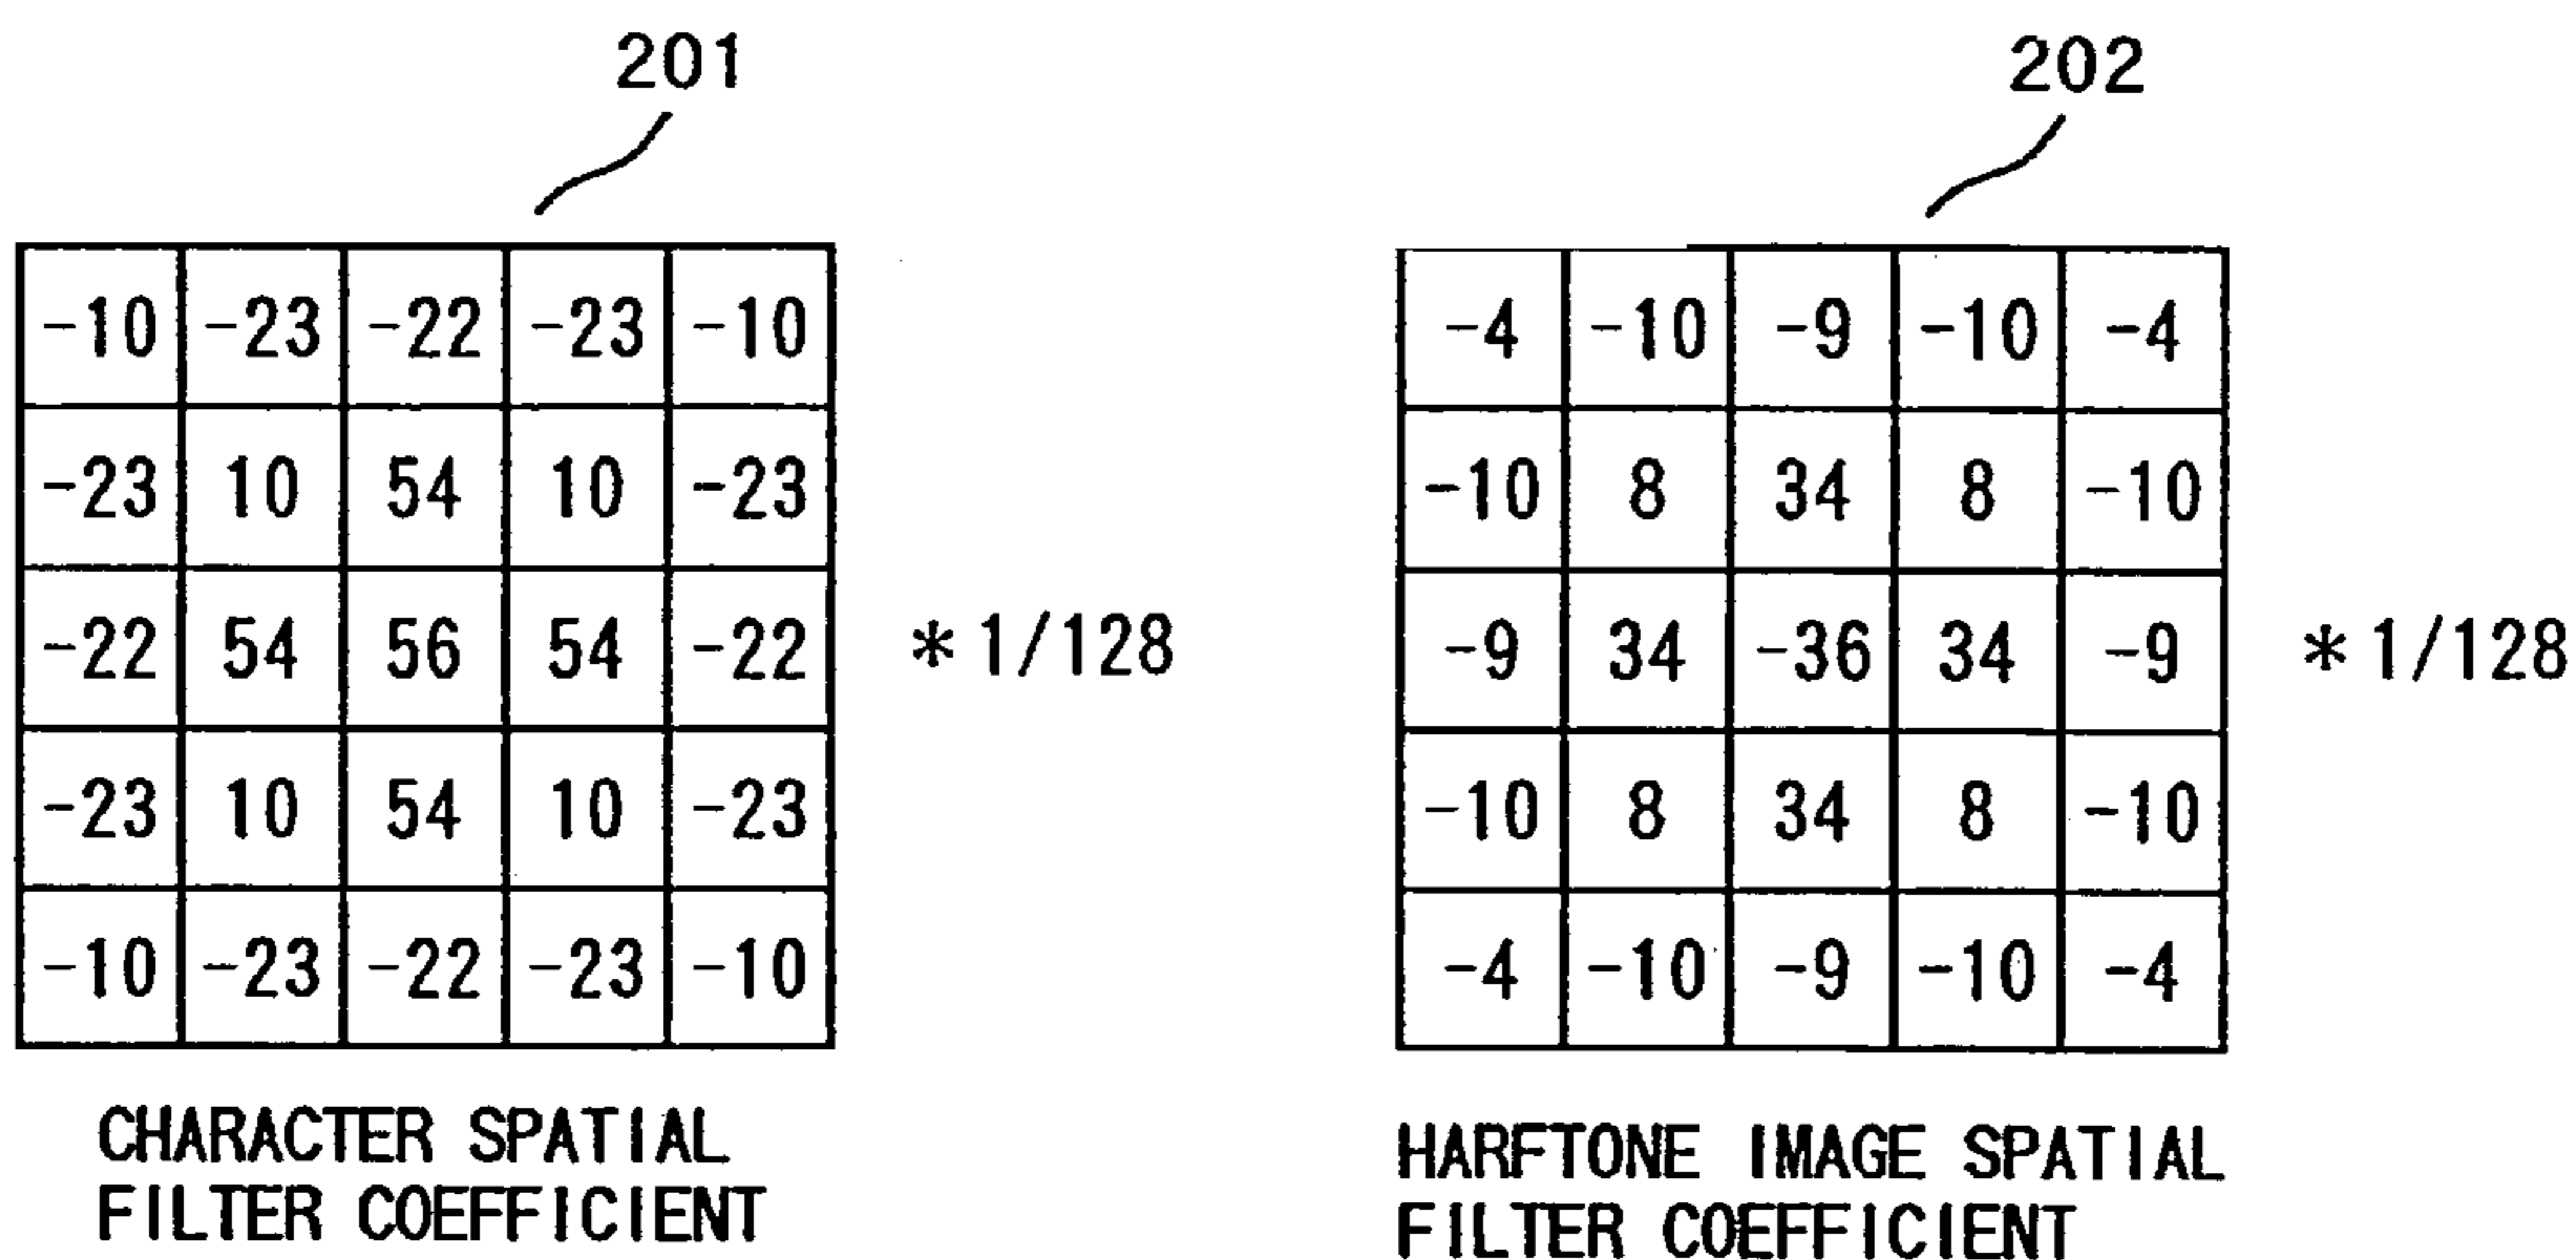 201
-10 -23 -22 -23 -10
-23 10 54 10 -23
-22 54 56 54 -22
-23 10 54 10 -23
-10 -23 -22 -23 -10
* 1/128
CHARACTER SPATIAL
FILTER COEFFICIENT
202
-4 -10 -9 -10 -4
-10 8 34 8 -10
-9 34 -36 34 -9
-10 8 34 8 -10
-4 -10 -9 -10 -4
* 1/128
HARFTONE IMAGE SPATIAL
FILTER COEFFICIENT